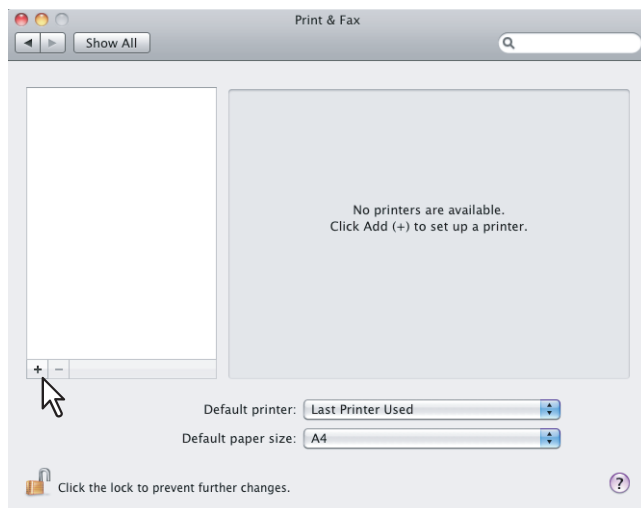 Print & Fax
Show All
No printers are available.
Click Add (+) to set up a printer.
+ −
Default printer: Last Printer Used
Default paper size: A4
Click the lock to prevent further changes.
?